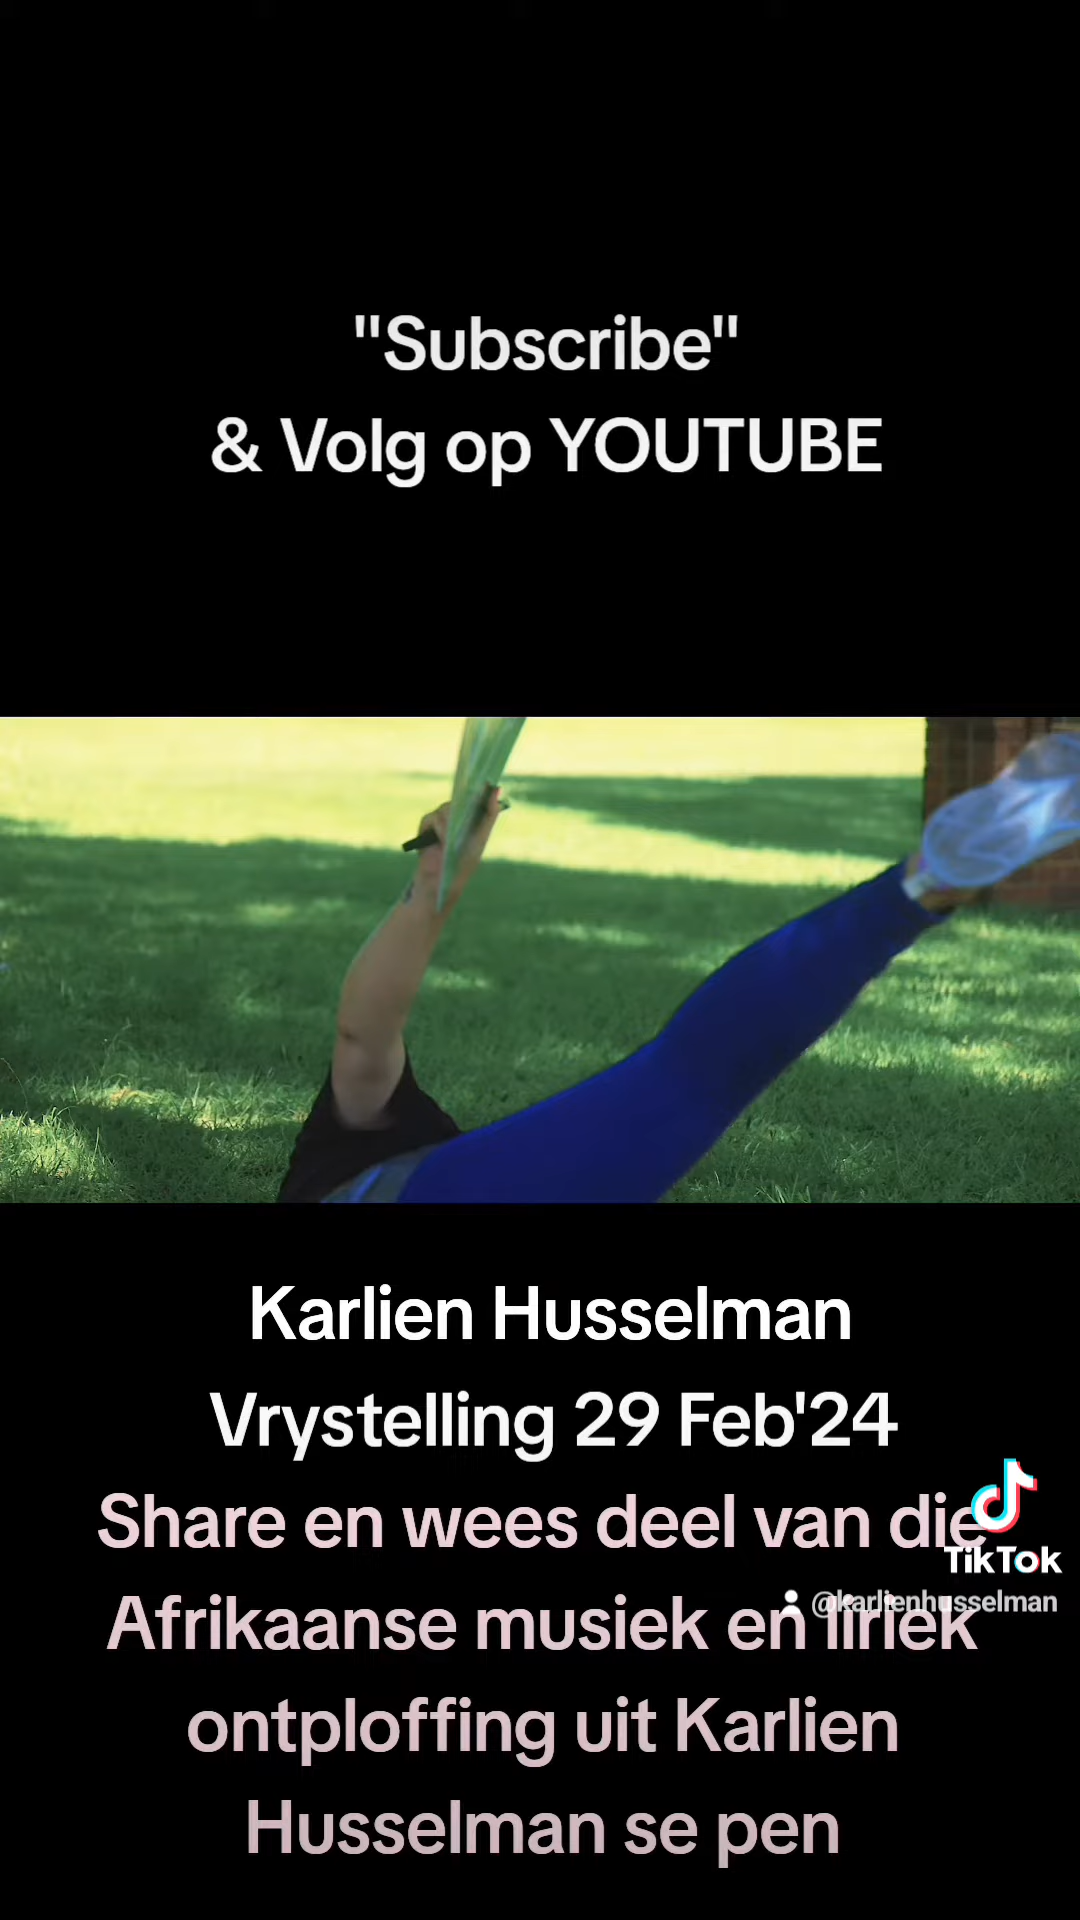 "Subscribe"
& Volg op YOUTUBE
Karlien Husselman
Vrystelling 29 Feb'24
Share en wees deel van die
TikTok
@karlienhusselman
Afrikaanse musiek en liriek
ontploffing uit Karlien
Husselman se pen